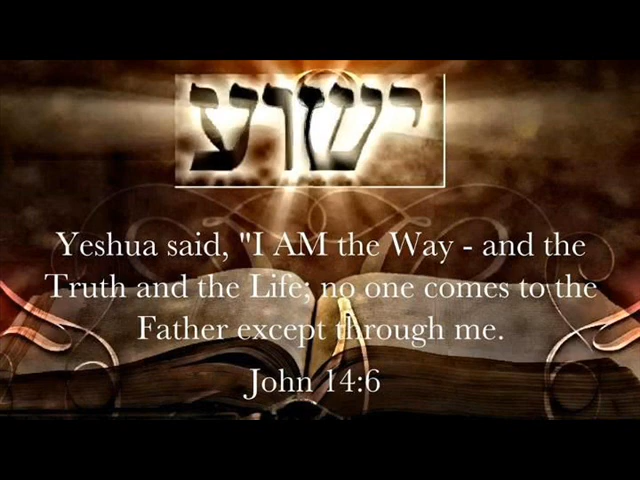 ישוע
Yeshua said, "I AM the Way - and the
Truth and the Life; no one comes to the
Father except through me.
John 14:6